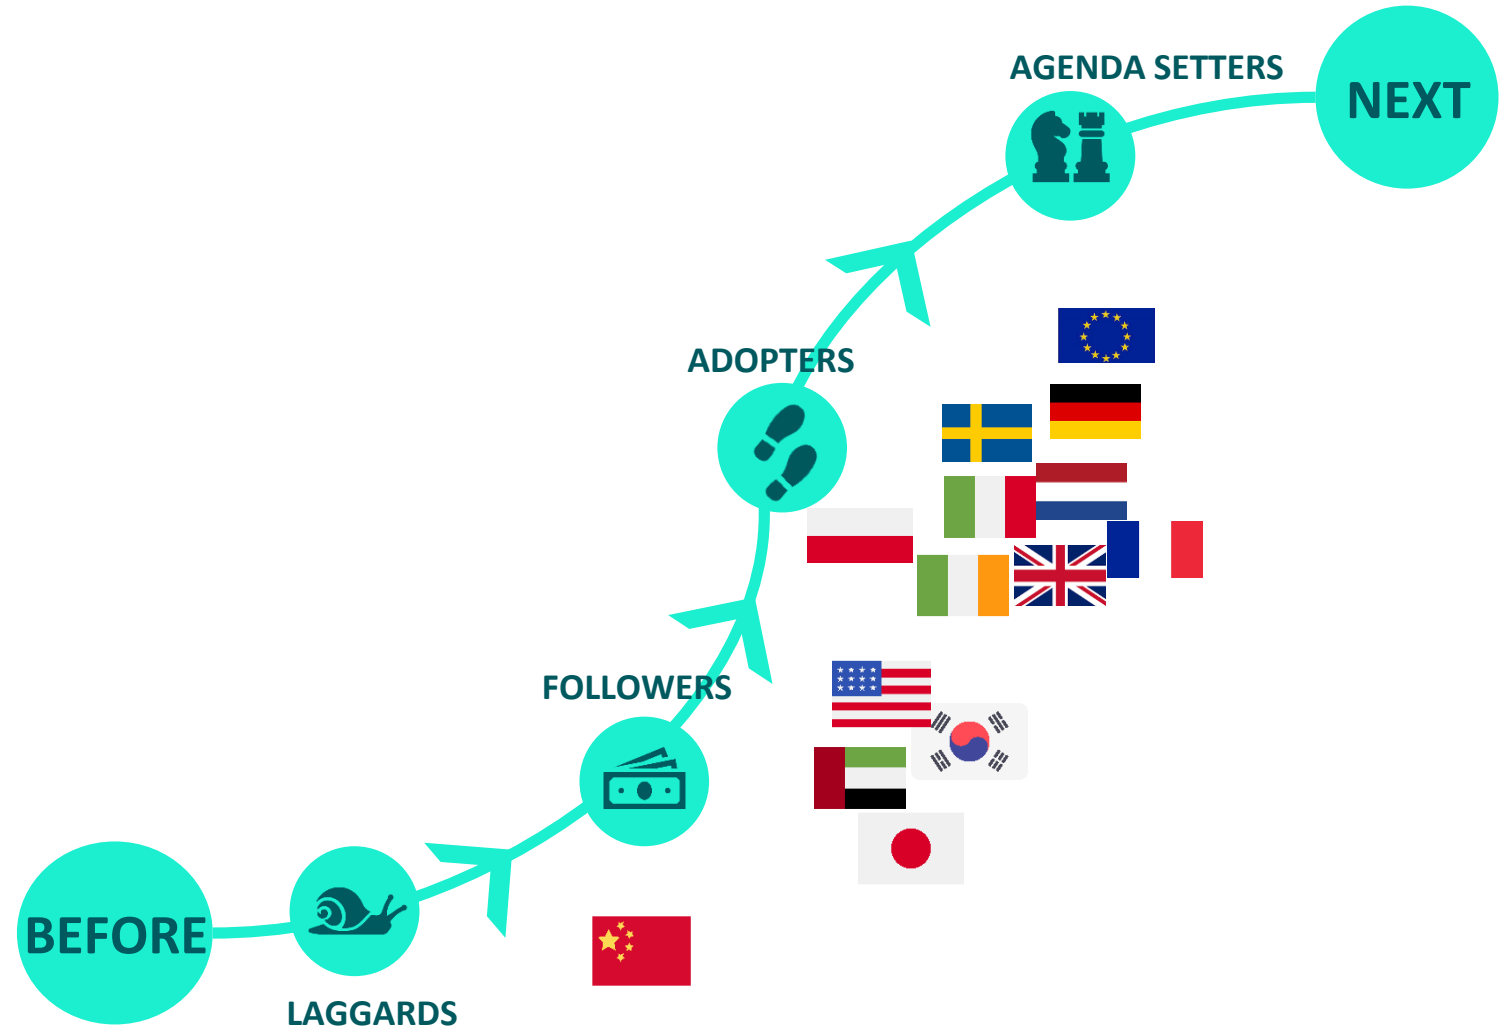 AGENDA SETTERS
NEXT
ADOPTERS
FOLLOWERS
BEFORE
LAGGARDS